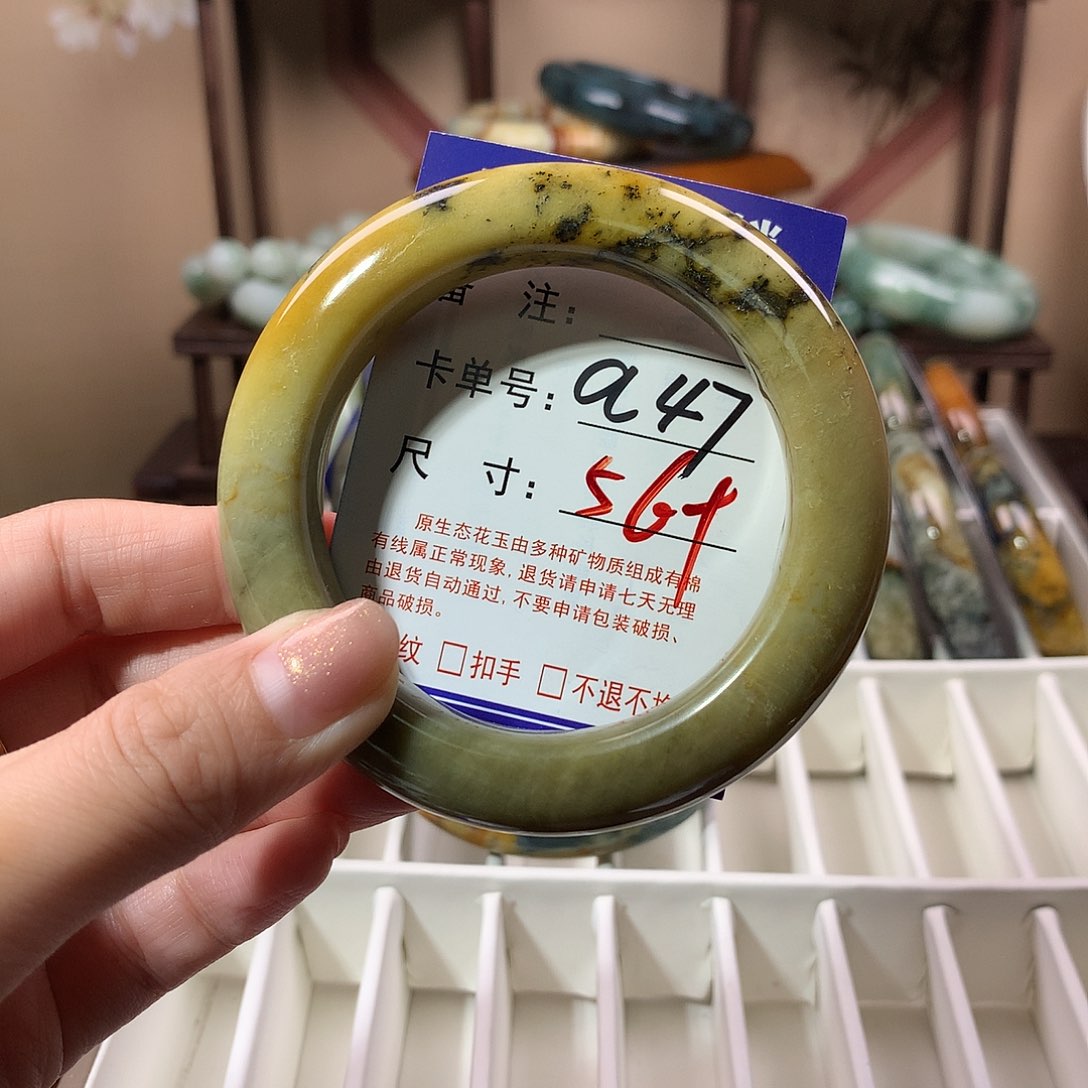 备 注:
卡单号: a47
尺 寸: 56+
原生态花玉由多种矿物质组成有棉
有线属正常现象,退货请申请七天无理
由退货自动通过,不要申请包装破损、
商品破损。
纹 □扣手 □不退不